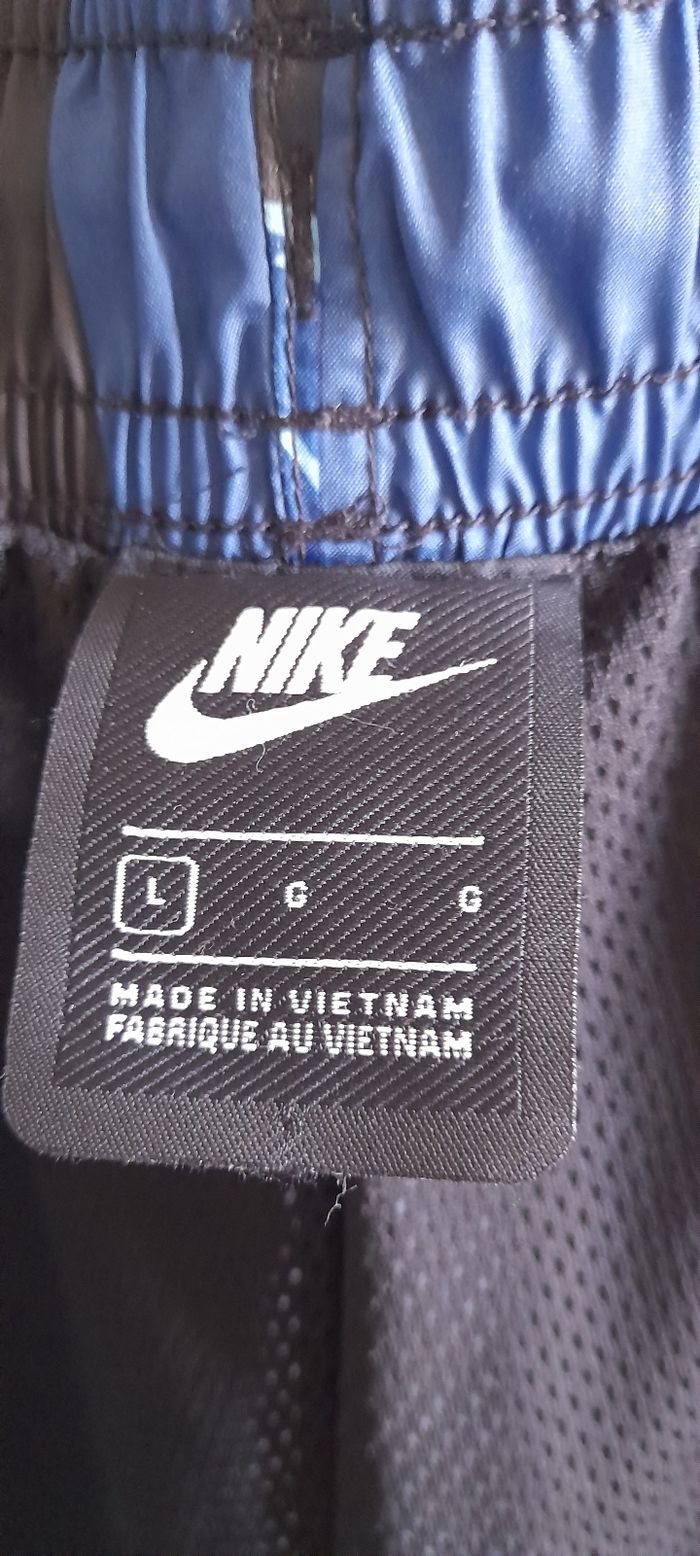 NIKE
L G G
MADE IN VIETNAM
FABRIQUE AU VIETNAM